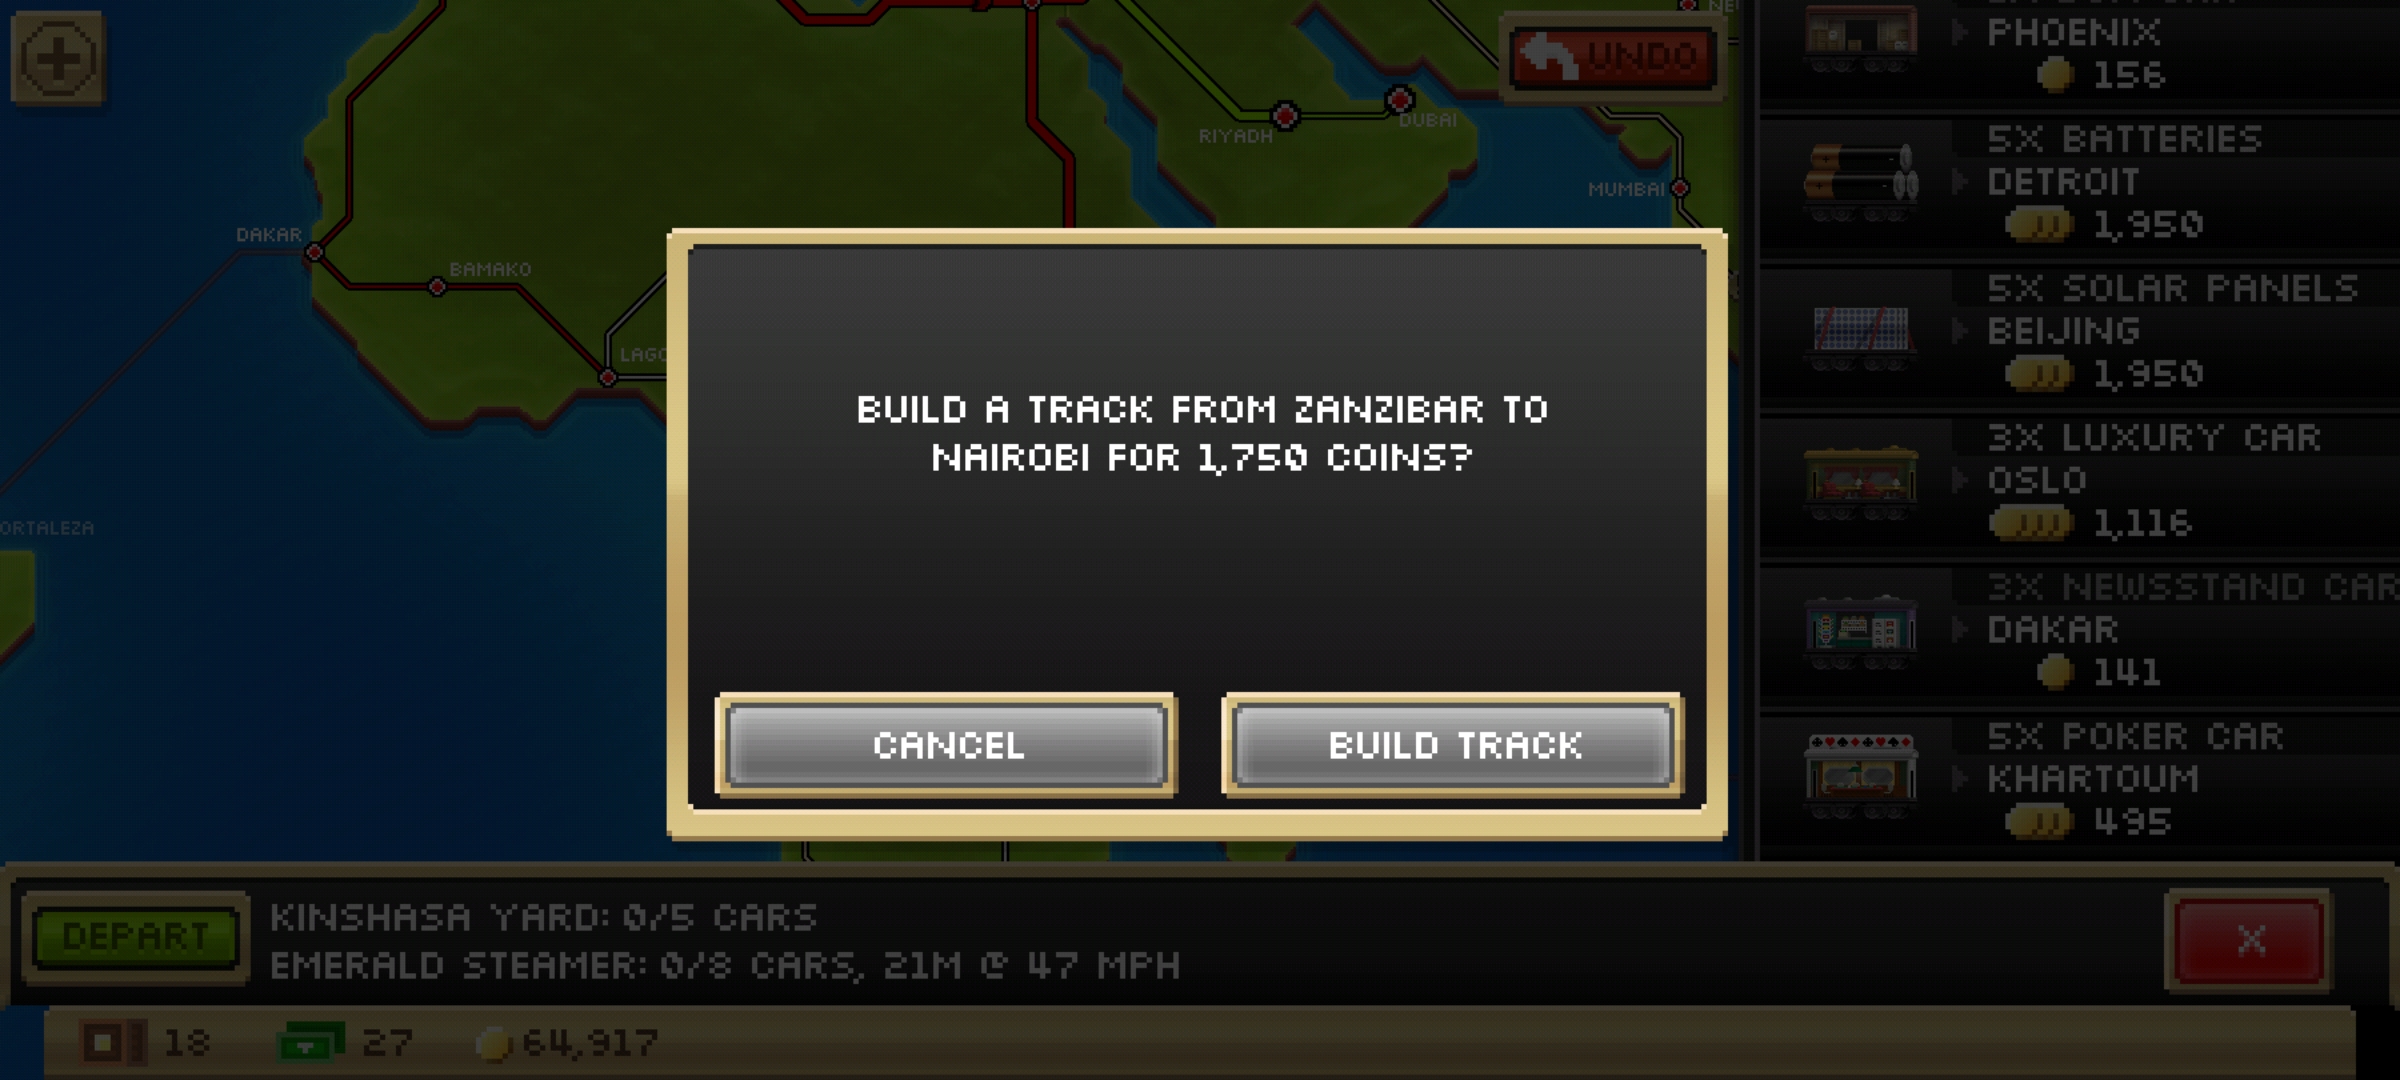 UNDO
PHOENIX
156
RIYADH
DUBAI
MUMBAI
DAKAR
BAMAKO
5X BATTERIES
DETROIT
1,950
5X SOLAR PANELS
BEIJING
1,950
3X LUXURY CAR
OSLO
1,116
3X NEWSSTAND CAR
DAKAR
141
5X POKER CAR
KHARTOUM
495
LAGO
ORTALEZA
BUILD A TRACK FROM ZANZIBAR TO
NAIROBI FOR 1,750 COINS?
CANCEL
BUILD TRACK
DEPART
KINSHASA YARD: 0/5 CARS
EMERALD STEAMER: 0/8 CARS, 21M @ 47 MPH
X
18
27
64,917